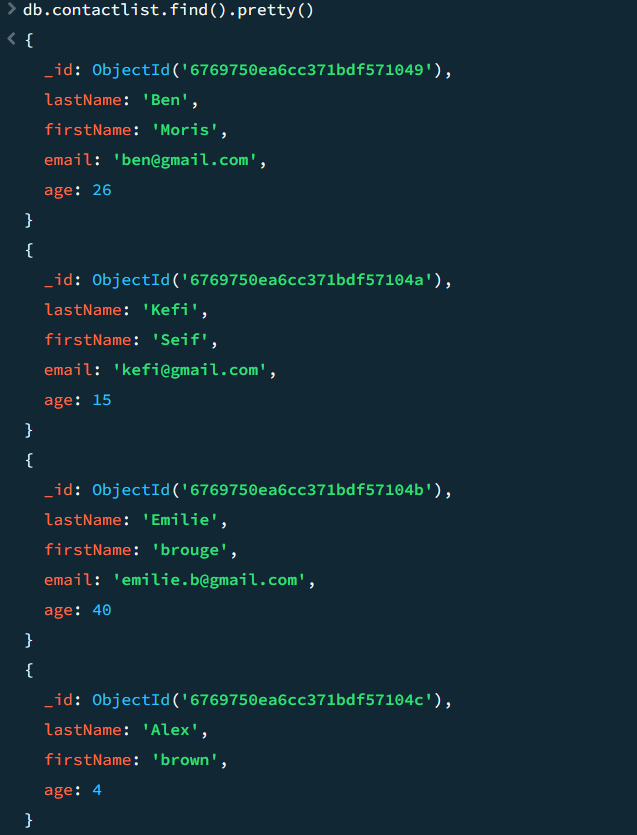 > db.contactlist.find().pretty()
< {
_id: ObjectId('6769750ea6cc371bdf571049'),
lastName: 'Ben',
firstName: 'Moris',
email: 'ben@gmail.com',
age: 26
}
{
_id: ObjectId('6769750ea6cc371bdf57104a'),
lastName: 'Kefi',
firstName: 'Seif',
email: 'kefi@gmail.com',
age: 15
}
{
_id: ObjectId('6769750ea6cc371bdf57104b'),
lastName: 'Emilie',
firstName: 'brouge',
email: 'emilie.b@gmail.com',
age: 40
}
{
_id: ObjectId('6769750ea6cc371bdf57104c'),
lastName: 'Alex',
firstName: 'brown',
age: 4
}